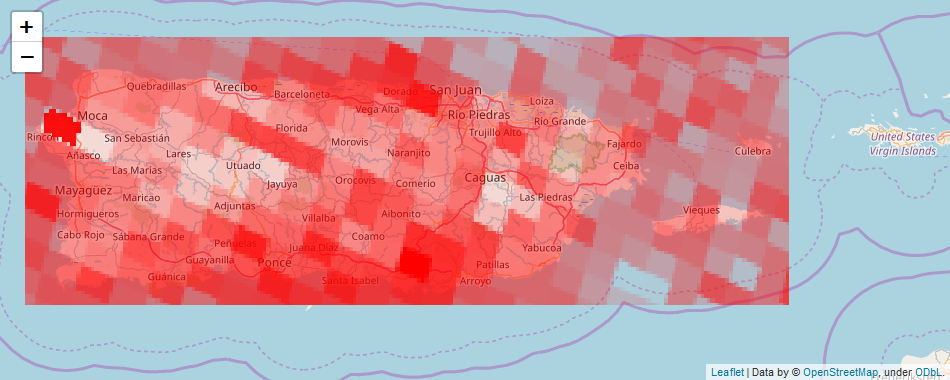 +
−
Quebradillas
Arecibo
Barceloneta
Dorado
San Juan
Loíza
Moca
Vega Alta
Río Piedras
Río Grande
Rincón
San Sebastián
Florida
Morovis
Trujillo Alto
Fajardo
Añasco
Lares
Naranjito
Culebra
United States
Virgin Islands
Las Marías
Utuado
Ceiba
Mayagüez
Jayuya
Orocovis
Comerío
Caguas
Maricao
Adjuntas
Las Piedras
Hormigueros
Villalba
Aibonito
Vieques
Cabo Rojo
Sábana Grande
Peñuelas
Juana Díaz
Coamo
Yabucoa
Guayanilla
Ponce
Patillas
Guánica
Santa Isabel
Arroyo
Leaflet | Data by © OpenStreetMap, under ODbL.